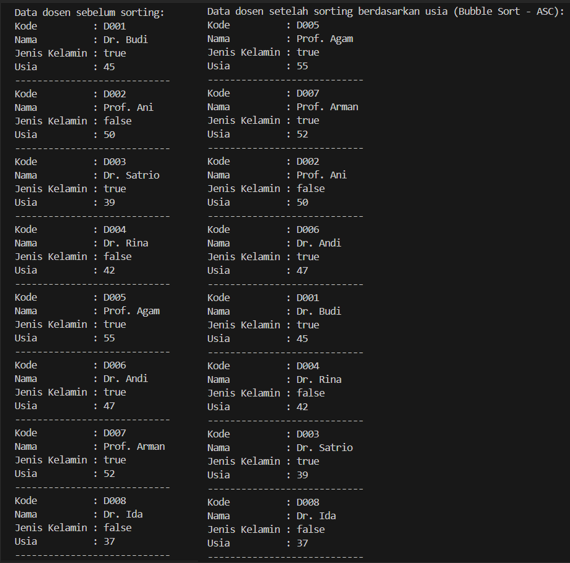 Data dosen sebelum sorting:
Kode : D001
Nama : Dr. Budi
Jenis Kelamin : true
Usia : 45
----------------------------
Kode : D002
Nama : Prof. Ani
Jenis Kelamin : false
Usia : 50
----------------------------
Kode : D003
Nama : Dr. Satrio
Jenis Kelamin : true
Usia : 39
----------------------------
Kode : D004
Nama : Dr. Rina
Jenis Kelamin : false
Usia : 42
----------------------------
Kode : D005
Nama : Prof. Agam
Jenis Kelamin : true
Usia : 55
----------------------------
Kode : D006
Nama : Dr. Andi
Jenis Kelamin : true
Usia : 47
----------------------------
Kode : D007
Nama : Prof. Arman
Jenis Kelamin : true
Usia : 52
----------------------------
Kode : D008
Nama : Dr. Ida
Jenis Kelamin : false
Usia : 37
----------------------------
Data dosen setelah sorting berdasarkan usia (Bubble Sort - ASC):
Kode : D005
Nama : Prof. Agam
Jenis Kelamin : true
Usia : 55
----------------------------
Kode : D007
Nama : Prof. Arman
Jenis Kelamin : true
Usia : 52
----------------------------
Kode : D002
Nama : Prof. Ani
Jenis Kelamin : false
Usia : 50
----------------------------
Kode : D006
Nama : Dr. Andi
Jenis Kelamin : true
Usia : 47
----------------------------
Kode : D001
Nama : Dr. Budi
Jenis Kelamin : true
Usia : 45
----------------------------
Kode : D004
Nama : Dr. Rina
Jenis Kelamin : false
Usia : 42
----------------------------
Kode : D003
Nama : Dr. Satrio
Jenis Kelamin : true
Usia : 39
----------------------------
Kode : D008
Nama : Dr. Ida
Jenis Kelamin : false
Usia : 37
----------------------------